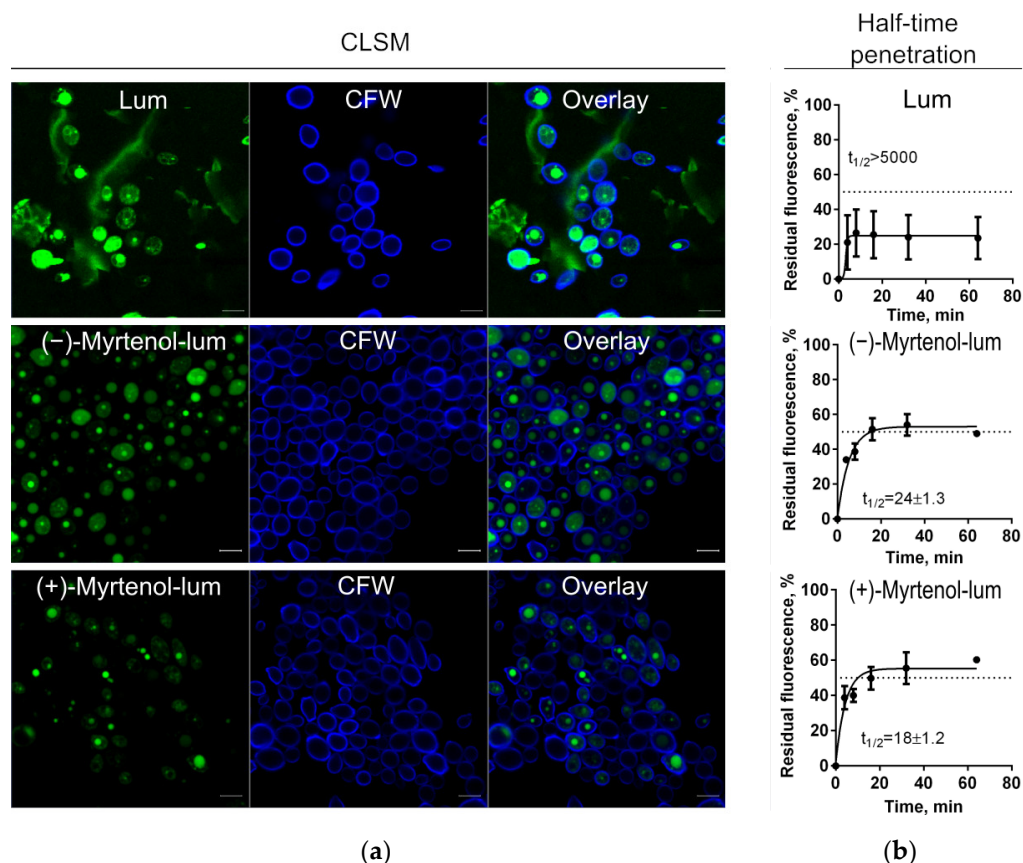 CLSM
Half-time
penetration
Lum
CFW
Overlay
Lum
Residual fluorescence, %
100
80
60
40
20
0
t1/2>5000
0 20 40 60 80
Time, min
(−)-Myrtenol-lum
CFW
Overlay
(−)-Myrtenol-lum
Residual fluorescence, %
100
80
60
40
20
0
t1/2=24±1.3
0 20 40 60 80
Time, min
(+)-Myrtenol-lum
CFW
Overlay
(+)-Myrtenol-lum
Residual fluorescence, %
100
80
60
40
20
0
t1/2=18±1.2
0 20 40 60 80
Time, min
(a)
(b)